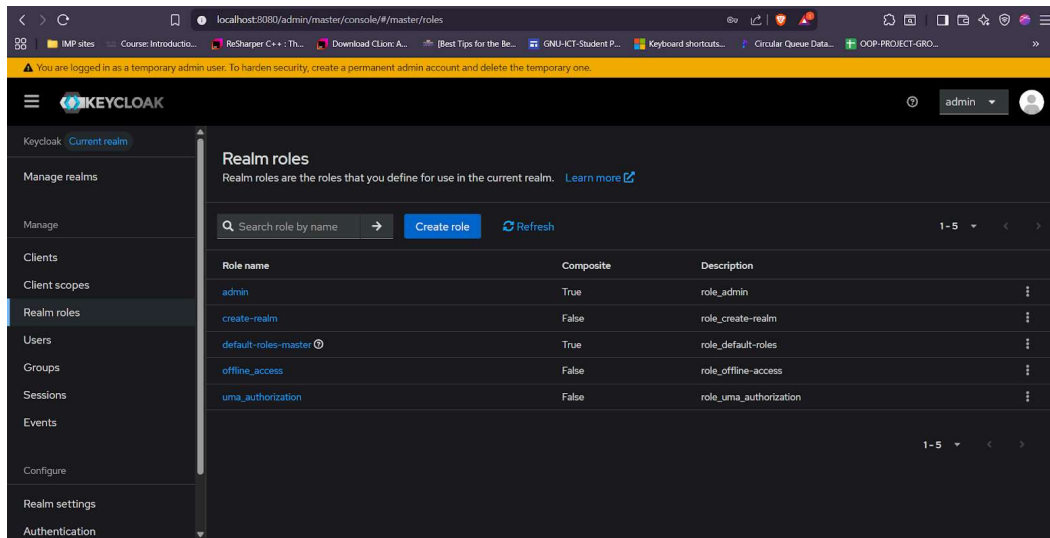 localhost:8080/admin/master/console/#/master/roles
IMP sites
Course: Introductio...
ReSharper C++ : Th...
Download CLion: A...
[Best Tips for the Be...
GNU-ICT-Student P...
Keyboard shortcuts...
Circular Queue Data...
OOP-PROJECT-GRO...
»
You are logged in as a temporary admin user. To harden security, create a permanent admin account and delete the temporary one.
KEYCLOAK
admin
Keycloak Current realm
Manage realms
Manage
Clients
Client scopes
Realm roles
Users
Groups
Sessions
Events
Configure
Realm settings
Authentication
Realm roles
Realm roles are the roles that you define for use in the current realm. Learn more
Search role by name Create role Refresh 1-5
Role name Composite Description
admin True role_admin
create-realm False role_create-realm
default-roles-master True role_default-roles
offline_access False role_offline-access
uma_authorization False role_uma_authorization
1-5